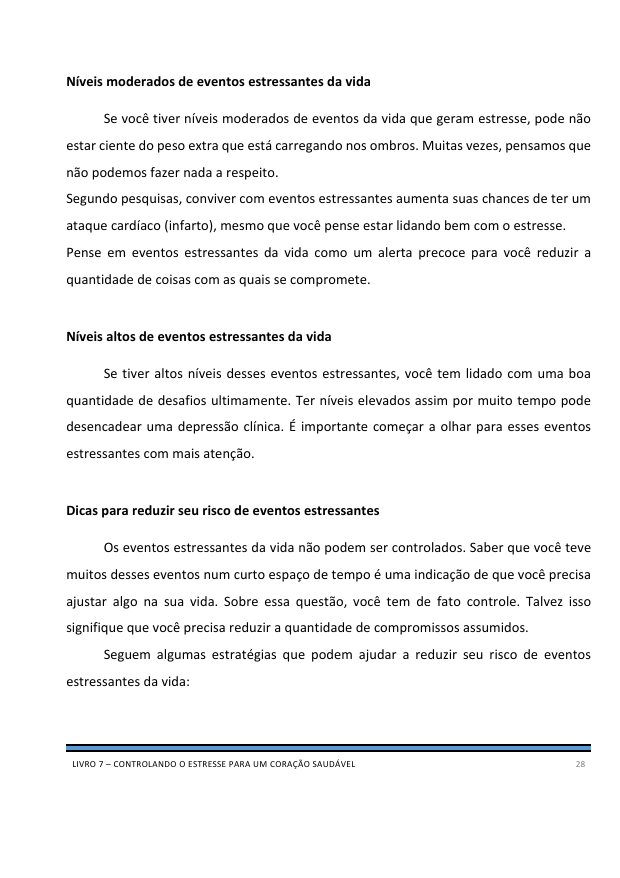 Níveis moderados de eventos estressantes da vida
Se você tiver níveis moderados de eventos da vida que geram estresse, pode não
estar ciente do peso extra que está carregando nos ombros. Muitas vezes, pensamos que
não podemos fazer nada a respeito.
Segundo pesquisas, conviver com eventos estressantes aumenta suas chances de ter um
ataque cardíaco (infarto), mesmo que você pense estar lidando bem com o estresse.
Pense em eventos estressantes da vida como um alerta precoce para você reduzir a
quantidade de coisas com as quais se compromete.
Níveis altos de eventos estressantes da vida
Se tiver altos níveis desses eventos estressantes, você tem lidado com uma boa
quantidade de desafios ultimamente. Ter níveis elevados assim por muito tempo pode
desencadear uma depressão clínica. É importante começar a olhar para esses eventos
estressantes com mais atenção.
Dicas para reduzir seu risco de eventos estressantes
Os eventos estressantes da vida não podem ser controlados. Saber que você teve
muitos desses eventos num curto espaço de tempo é uma indicação de que você precisa
ajustar algo na sua vida. Sobre essa questão, você tem de fato controle. Talvez isso
signifique que você precisa reduzir a quantidade de compromissos assumidos.
Seguem algumas estratégias que podem ajudar a reduzir seu risco de eventos
estressantes da vida:
LIVRO 7 – CONTROLANDO O ESTRESSE PARA UM CORAÇÃO SAUDÁVEL 28